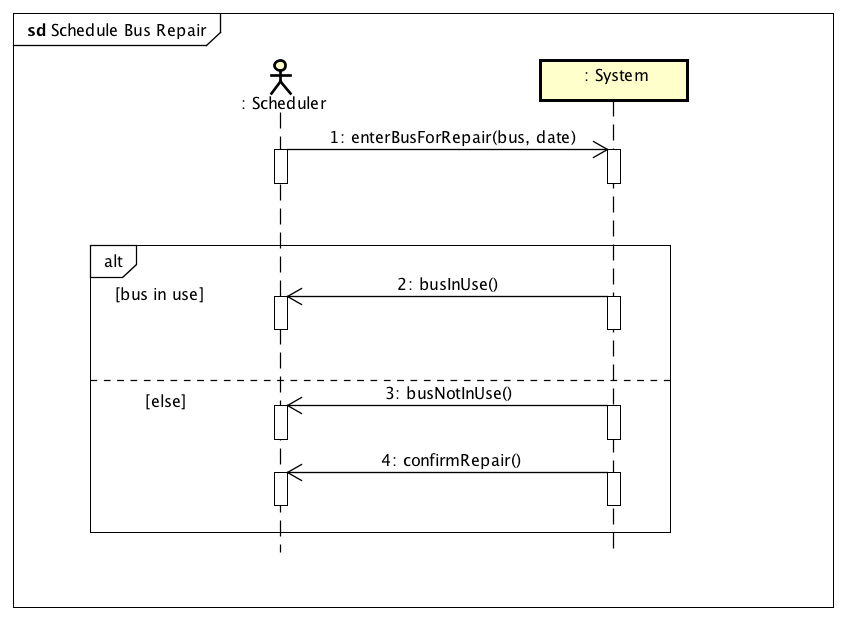 sd Schedule Bus Repair
: Scheduler
: System
1: enterBusForRepair(bus, date)
alt
[bus in use]
2: busInUse()
[else]
3: busNotInUse()
4: confirmRepair()